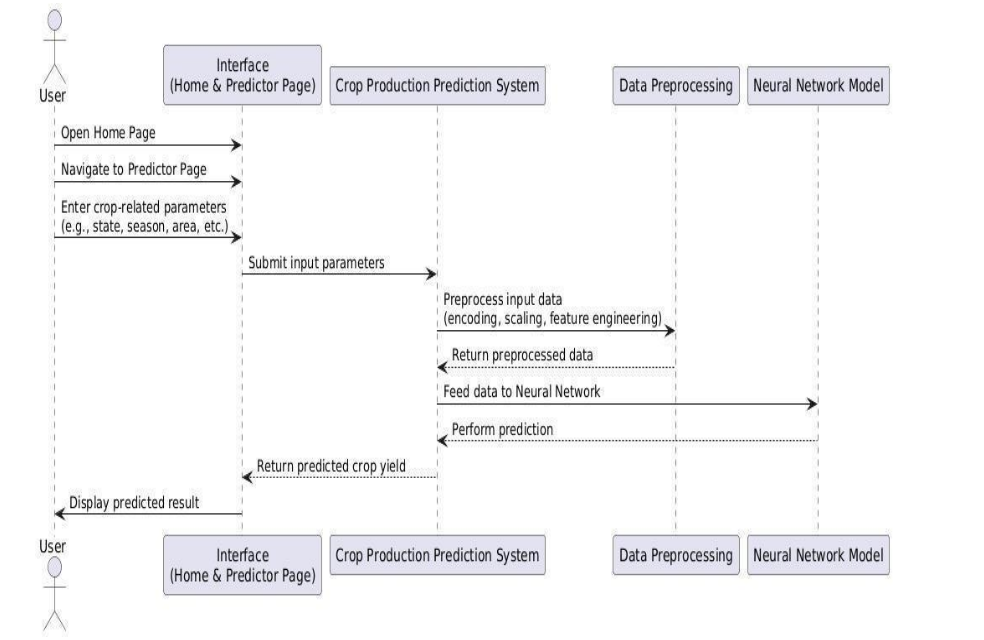 User
Interface
(Home & Predictor Page)
Crop Production Prediction System
Data Preprocessing
Neural Network Model
Open Home Page
Navigate to Predictor Page
Enter crop-related parameters
(e.g., state, season, area, etc.)
Submit input parameters
Preprocess input data
(encoding, scaling, feature engineering)
Return preprocessed data
Feed data to Neural Network
Perform prediction
Return predicted crop yield
Display predicted result
User
Interface
(Home & Predictor Page)
Crop Production Prediction System
Data Preprocessing
Neural Network Model